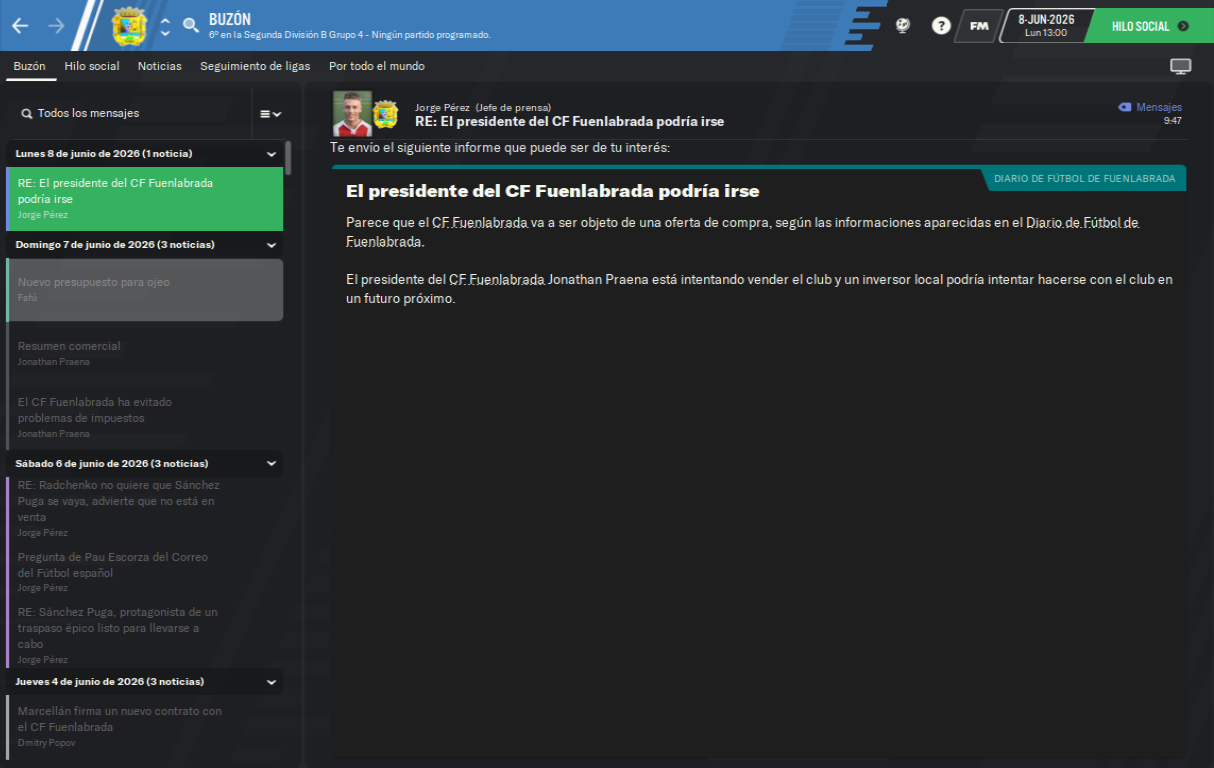 BUZÓN
6º en la Segunda División B Grupo 4 - Ningún partido programado.
?
FM
8-JUN-2026
Lun 13:00
HILO SOCIAL
Buzón
Hilo social
Noticias
Seguimiento de ligas
Por todo el mundo
Todos los mensajes
Lunes 8 de junio de 2026 (1 noticia)
RE: El presidente del CF Fuenlabrada
podría irse
Jorge Pérez
Domingo 7 de junio de 2026 (3 noticias)
Nuevo presupuesto para ojeo
Fafú
Resumen comercial
Jonathan Praena
El CF Fuenlabrada ha evitado
problemas de impuestos
Jonathan Praena
Sábado 6 de junio de 2026 (3 noticias)
RE: Radchenko no quiere que Sánchez
Puga se vaya, advierte que no está en
venta
Jorge Pérez
Pregunta de Pau Escorza del Correo
del Fútbol español
Jorge Pérez
RE: Sánchez Puga, protagonista de un
traspaso épico listo para llevarse a
cabo
Jorge Pérez
Jueves 4 de junio de 2026 (3 noticias)
Marcellán firma un nuevo contrato con
el CF Fuenlabrada
Dmitry Popov
Jorge Pérez (Jefe de prensa)
RE: El presidente del CF Fuenlabrada podría irse
Mensajes
9:47
Te envío el siguiente informe que puede ser de tu interés:
DIARIO DE FÚTBOL DE FUENLABRADA
El presidente del CF Fuenlabrada podría irse
Parece que el CF Fuenlabrada va a ser objeto de una oferta de compra, según las informaciones aparecidas en el Diario de Fútbol de
Fuenlabrada.
El presidente del CF Fuenlabrada Jonathan Praena está intentando vender el club y un inversor local podría intentar hacerse con el club en
un futuro próximo.